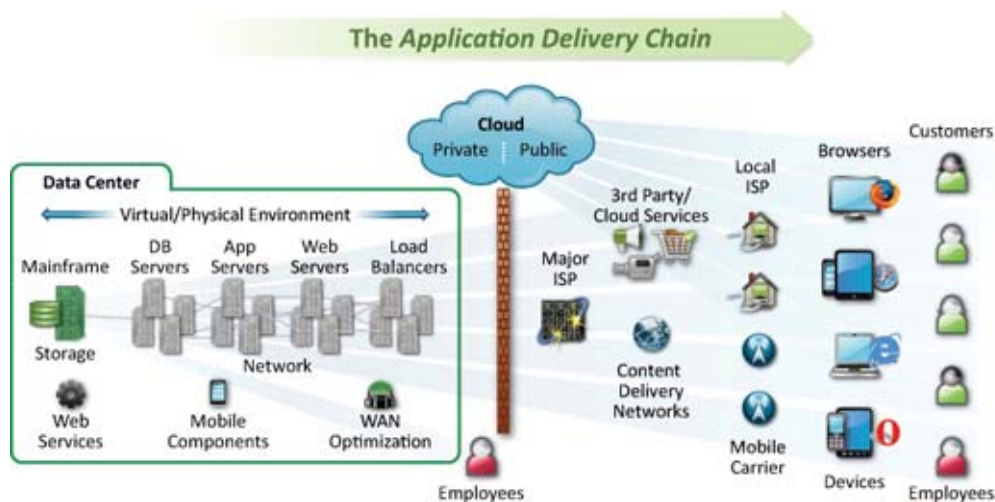 The Application Delivery Chain
Cloud
Private
Public
Data Center
Virtual/Physical Environment
Mainframe
DB
Servers
App
Servers
Web
Servers
Load
Balancers
Storage
Network
Web
Services
Mobile
Components
WAN
Optimization
Employees
Major
ISP
3rd Party/
Cloud Services
Content
Delivery
Networks
Local
ISP
Mobile
Carrier
Browsers
Devices
Customers
Employees